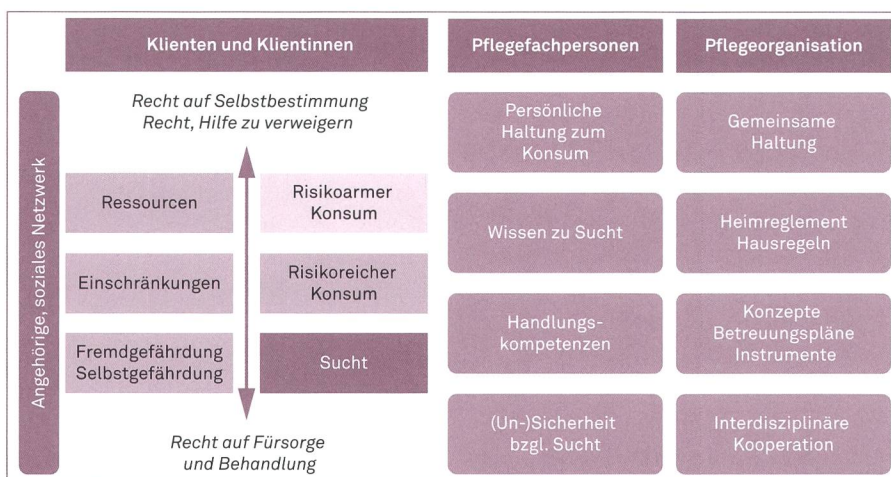 Klienten und Klientinnen
Pflegefachpersonen
Pflegeorganisation
Angehörige, soziales Netzwerk
Recht auf Selbstbestimmung
Recht, Hilfe zu verweigern
Ressourcen
Risikoarmer
Konsum
Einschränkungen
Risikoreicher
Konsum
Fremdgefährdung
Selbstgefährdung
Sucht
Recht auf Fürsorge
und Behandlung
Persönliche
Haltung zum
Konsum
Wissen zu Sucht
Handlungs-
kompetenzen
(Un-)Sicherheit
bzgl. Sucht
Gemeinsame
Haltung
Heimreglement
Hausregeln
Konzepte
Betreuungspläne
Instrumente
Interdisziplinäre
Kooperation